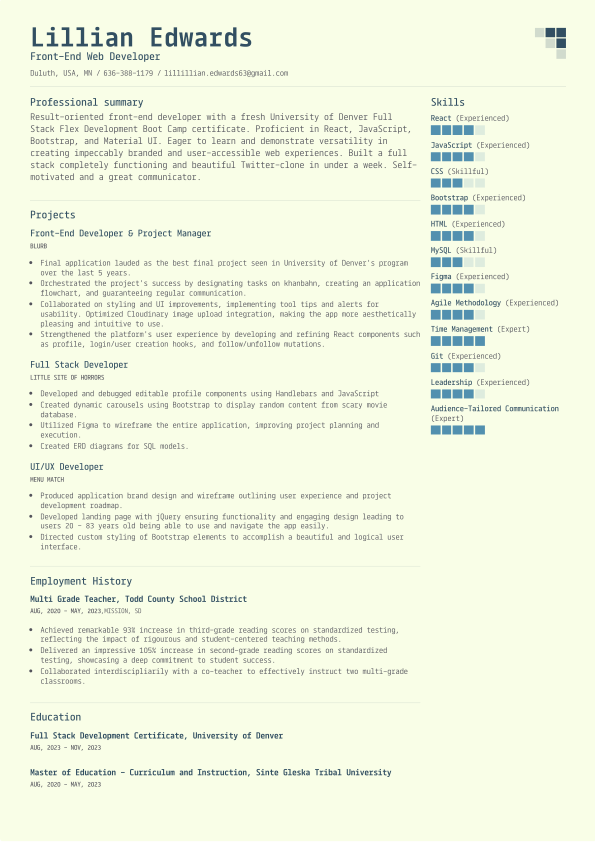 Lillian Edwards
Front-End Web Developer
Duluth, USA, MN / 636-388-1179 / lillillian.edwards63@gmail.com
Professional summary
Result-oriented front-end developer with a fresh University of Denver Full
Stack Flex Development Boot Camp certificate. Proficient in React, JavaScript,
Bootstrap, and Material UI. Eager to learn and demonstrate versatility in
creating impeccably branded and user-accessible web experiences. Built a full
stack completely functioning and beautiful Twitter-clone in under a week. Self-
motivated and a great communicator.
Projects
Front-End Developer & Project Manager
BLURB
Final application lauded as the best final project seen in University of Denver's program
over the last 5 years.
Orchestrated the project's success by designating tasks on khanbahn, creating an application
flowchart, and guaranteeing regular communication.
Collaborated on styling and UI improvements, implementing tool tips and alerts for
usability. Optimized Cloudinary image upload integration, making the app more aesthetically
pleasing and intuitive to use.
Strengthened the platform's user experience by developing and refining React components such
as profile, login/user creation hooks, and follow/unfollow mutations.
Full Stack Developer
LITTLE SITE OF HORRORS
Developed and debugged editable profile components using Handlebars and JavaScript
Created dynamic carousels using Bootstrap to display random content from scary movie
database.
Utilized Figma to wireframe the entire application, improving project planning and
execution.
Created ERD diagrams for SQL models.
UI/UX Developer
MENU MATCH
Produced application brand design and wireframe outlining user experience and project
development roadmap.
Developed landing page with jQuery ensuring functionality and engaging design leading to
users 20 - 83 years old being able to use and navigate the app easily.
Directed custom styling of Bootstrap elements to accomplish a beautiful and logical user
interface.
Employment History
Multi Grade Teacher, Todd County School District
AUG, 2020 - MAY, 2023,MISSION, SD
Achieved remarkable 93% increase in third-grade reading scores on standardized testing,
reflecting the impact of rigourous and student-centered teaching methods.
Delivered an impressive 105% increase in second-grade reading scores on standardized
testing, showcasing a deep commitment to student success.
Collaborated interdiscipliarily with a co-teacher to effectively instruct two multi-grade
classrooms.
Education
Full Stack Development Certificate, University of Denver
AUG, 2023 - NOV, 2023
Master of Education - Curriculum and Instruction, Sinte Gleska Tribal University
AUG, 2020 - MAY, 2023
Skills
React (Experienced)
JavaScript (Experienced)
CSS (Skillful)
Bootstrap (Experienced)
HTML (Experienced)
MySQL (Skillful)
Figma (Experienced)
Agile Methodology (Experienced)
Time Management (Expert)
Git (Experienced)
Leadership (Experienced)
Audience-Tailored Communication
(Expert)